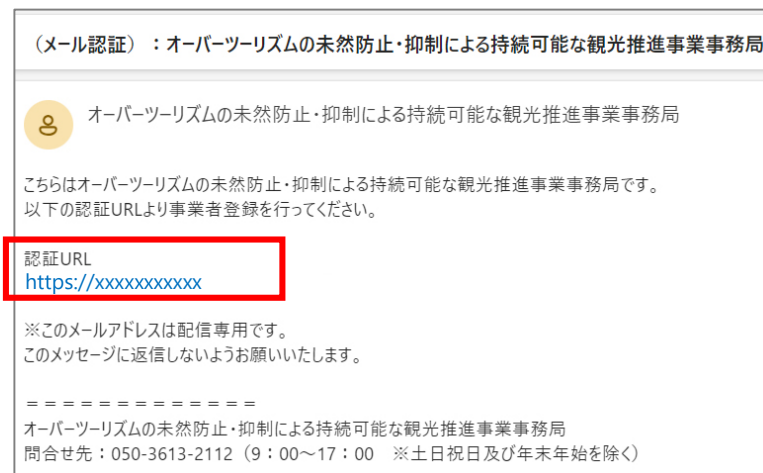 （メール認証）：オーバーツーリズムの未然防止・抑制による持続可能な観光推進事業事務局
オーバーツーリズムの未然防止・抑制による持続可能な観光推進事業事務局
こちらはオーバーツーリズムの未然防止・抑制による持続可能な観光推進事業事務局です。
以下の認証URLより事業者登録を行ってください。
認証URL
https://xxxxxxxxxxx
※このメールアドレスは配信専用です。
このメッセージに返信しないようお願いいたします。
＝＝＝＝＝＝＝＝＝＝＝＝＝
オーバーツーリズムの未然防止・抑制による持続可能な観光推進事業事務局
問合せ先：050-3613-2112（9：00～17：00　※土日祝日及び年末年始を除く）